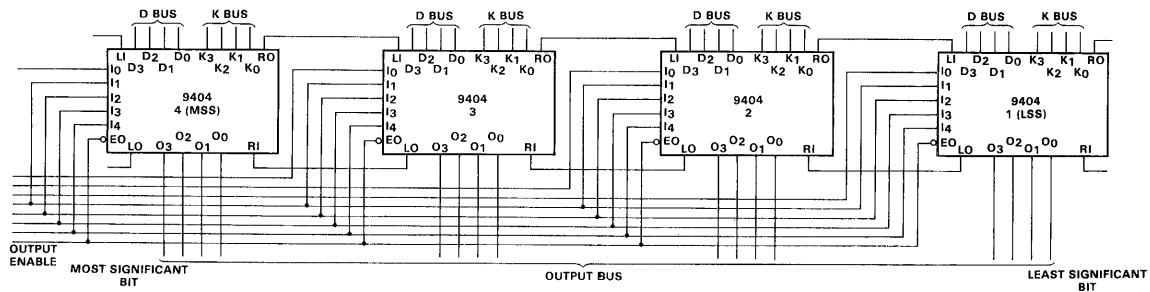 D BUS K BUS D BUS K BUS D BUS K BUS D BUS K BUS
LI D3 D2 D1 D0 K3 K2 K1 K0 RO
I0
I1
I2
I3
I4
EO
9404
4 (MSS)
LO O3 O2 O1 O0 RI
LI D3 D2 D1 D0 K3 K2 K1 K0 RO
I0
I1
I2
I3
I4
EO
9404
3
LO O3 O2 O1 O0 RI
LI D3 D2 D1 D0 K3 K2 K1 K0 RO
I0
I1
I2
I3
I4
EO
9404
2
LO O3 O2 O1 O0 RI
LI D3 D2 D1 D0 K3 K2 K1 K0 RO
I0
I1
I2
I3
I4
EO
9404
1 (LSS)
LO O3 O2 O1 O0 RI
OUTPUT
ENABLE
MOST SIGNIFICANT
BIT
OUTPUT BUS
LEAST SIGNIFICANT
BIT